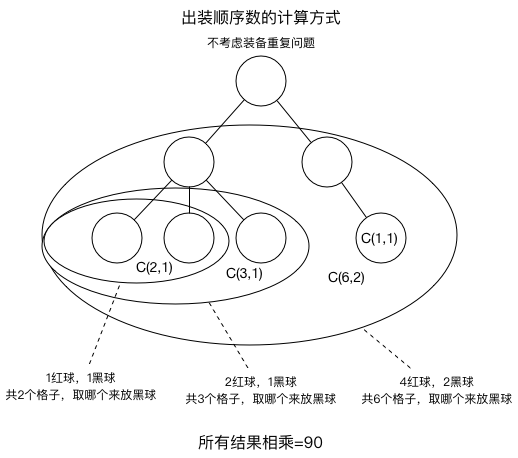 出装顺序数的计算方式
不考虑装备重复问题
C(1,1)
C(2,1)
C(3,1)
C(6,2)
1红球，1黑球
共2个格子，取哪个来放黑球
2红球，1黑球
共3个格子，取哪个来放黑球
4红球，2黑球
共6个格子，取哪个来放黑球
所有结果相乘=90